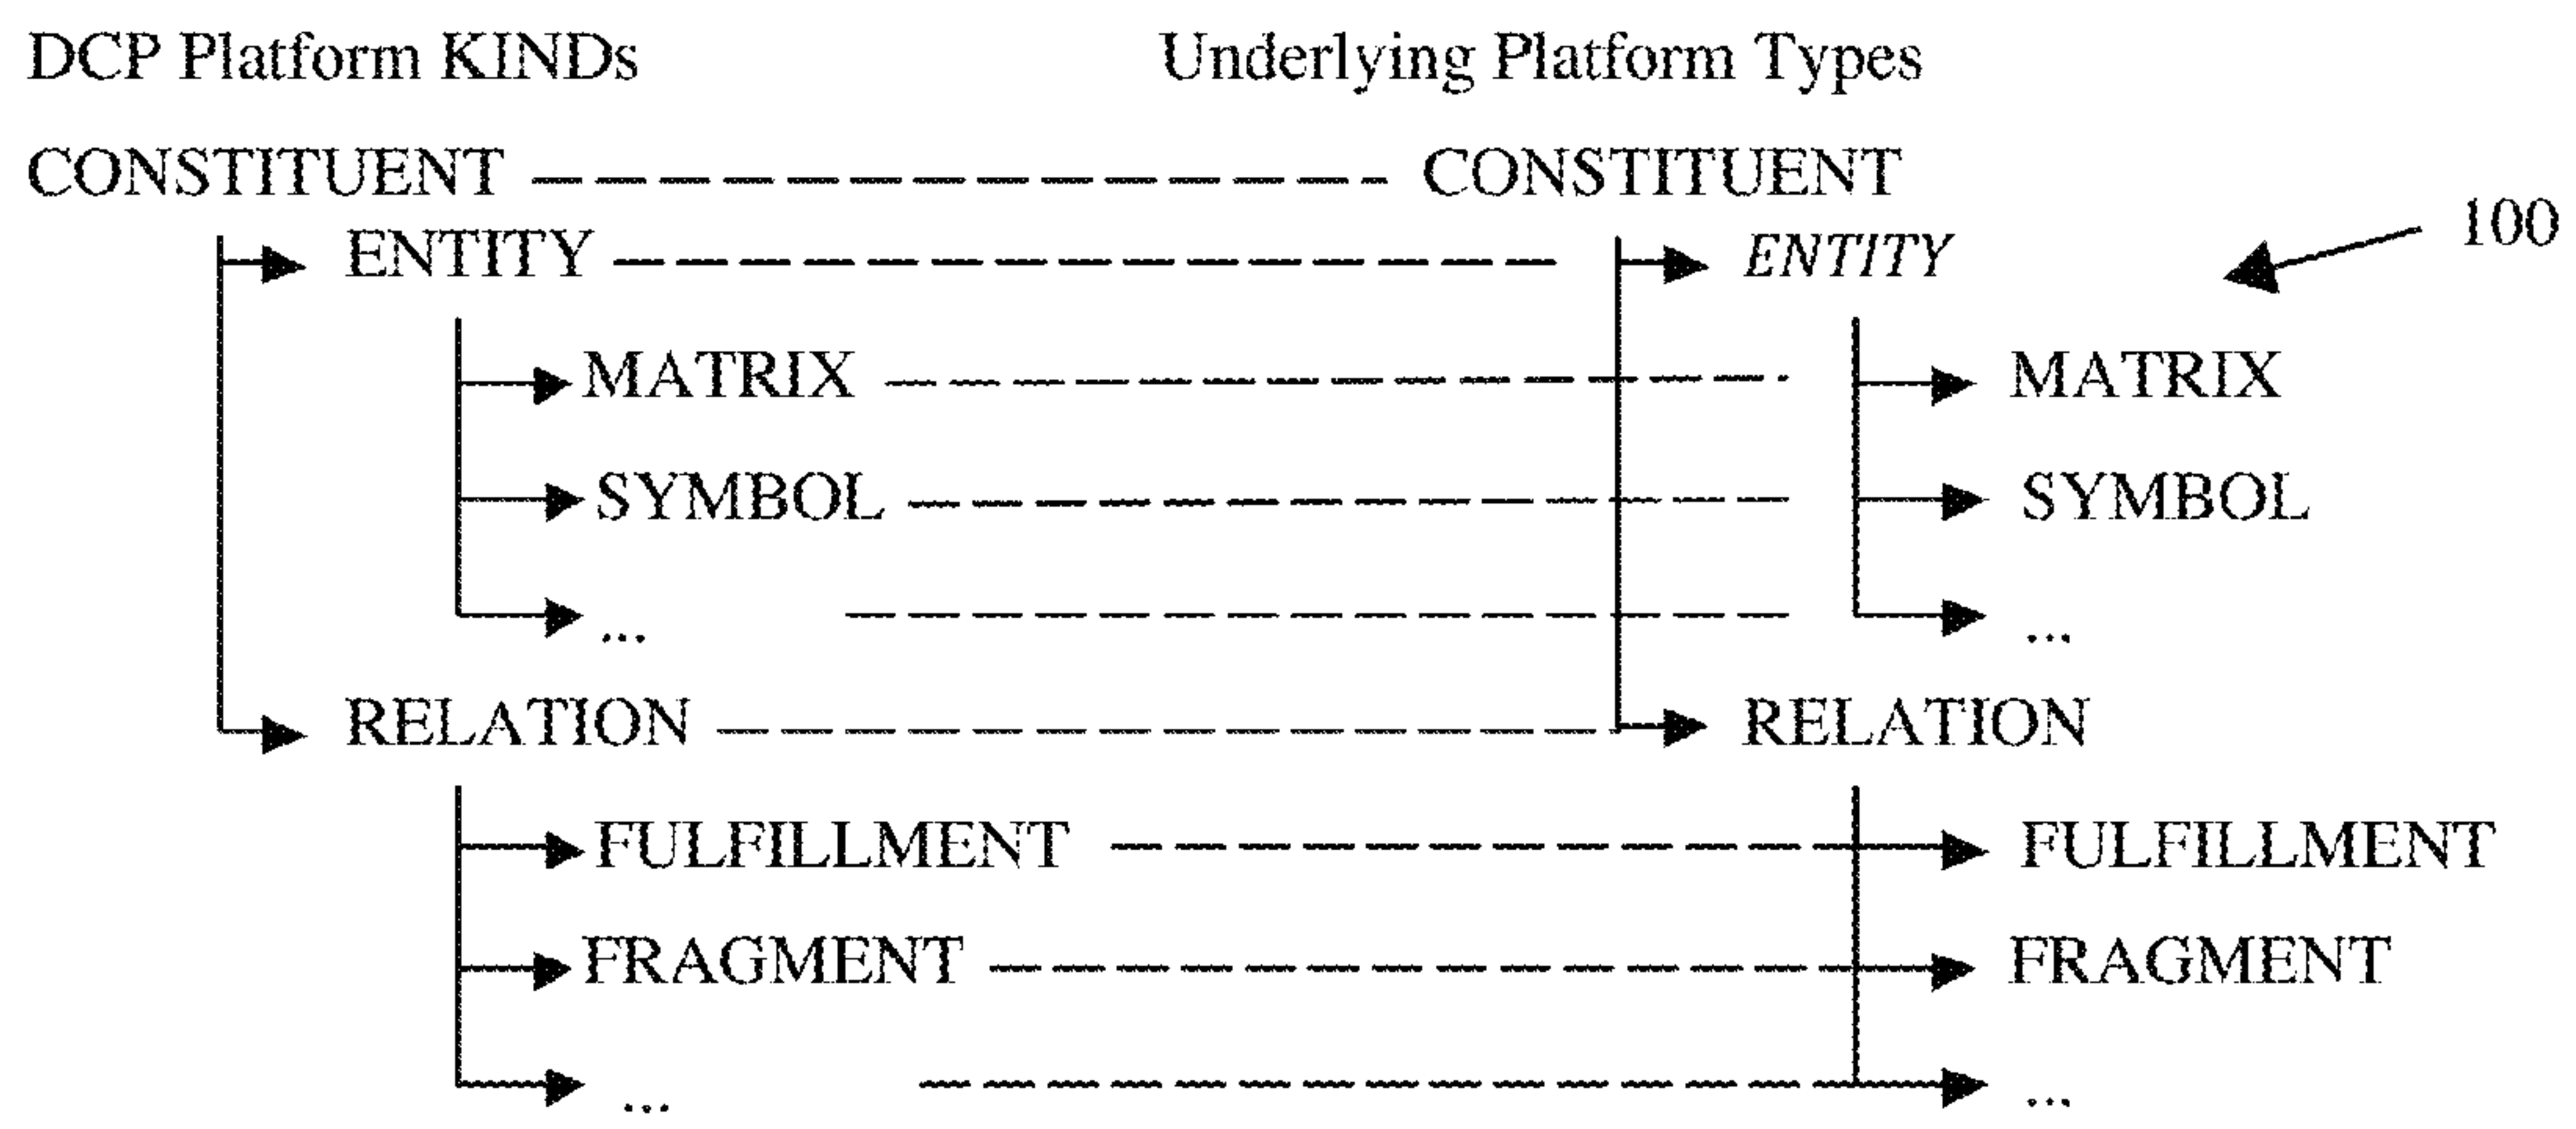 DCP Platform KINDs Underlying Platform Types
CONSTITUENT CONSTITUENT
100
ENTITY ENTITY
MATRIX MATRIX
SYMBOL SYMBOL
... ...
RELATION RELATION
FULFILLMENT FULFILLMENT
FRAGMENT FRAGMENT
... ...